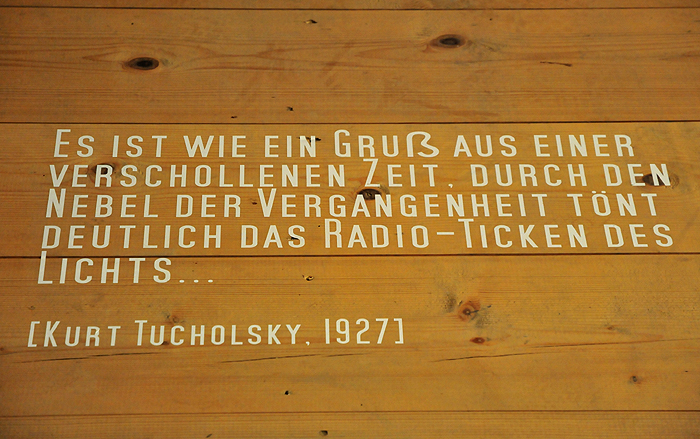 Es ist wie ein Gruß aus einer
verschollenen Zeit, durch den
Nebel der Vergangenheit tönt
deutlich das Radio-Ticken des
Lichts...
[Kurt Tucholsky, 1927]